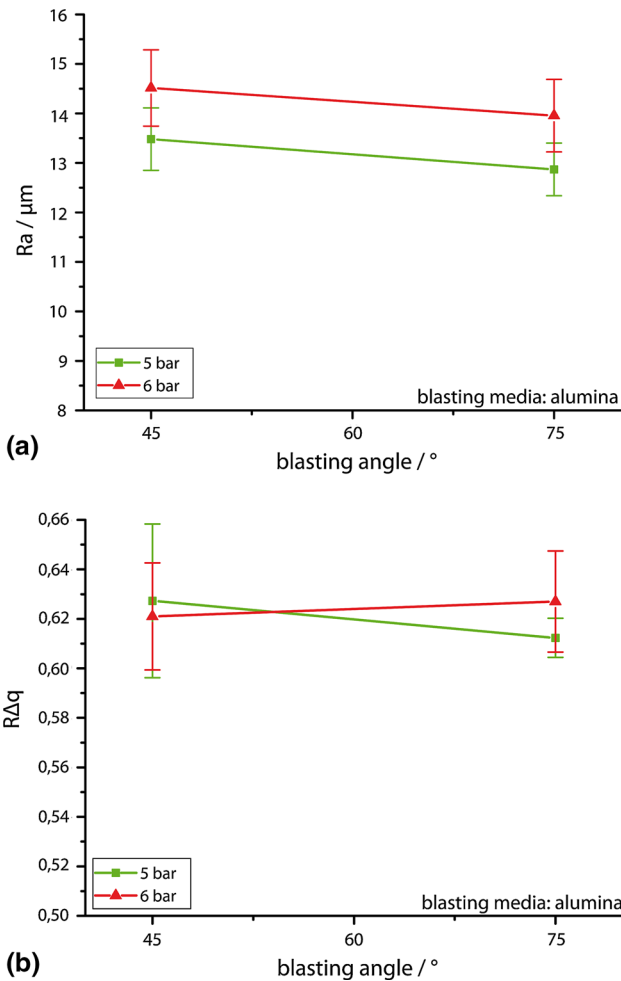 16
15
14
13
12
11
10
9
8
Ra / µm
5 bar
6 bar
blasting media: alumina
45
60
75
(a)
blasting angle / °
0,66
0,64
0,62
0,60
0,58
0,56
0,54
0,52
0,50
RΔq
5 bar
6 bar
blasting media: alumina
45
60
75
(b)
blasting angle / °